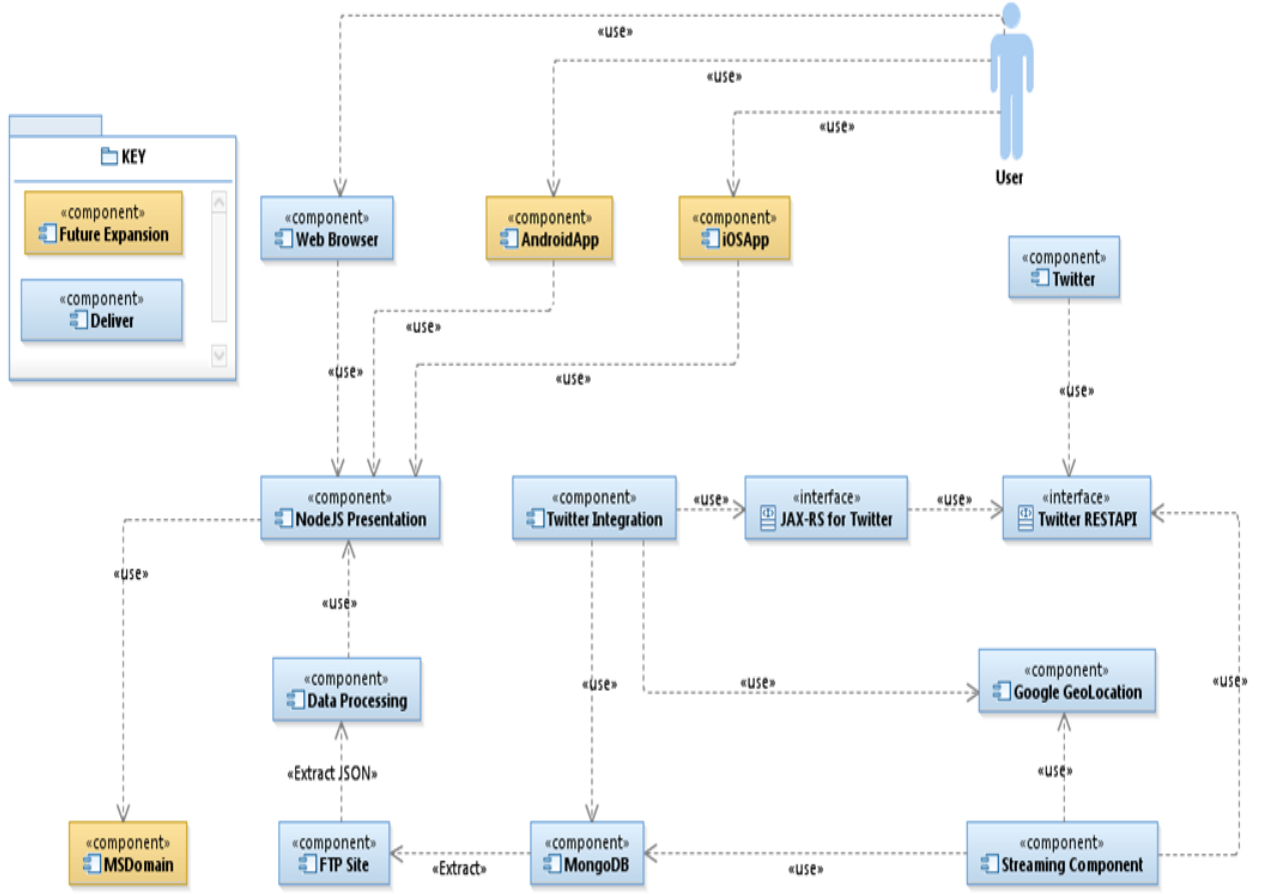 «use»
«use»
«use»
User
KEY
«component»
Future Expansion
«component»
Deliver
«component»
Web Browser
«component»
AndroidApp
«component»
iOSApp
«component»
Twitter
«use»
«use»
«use»
«use»
«component»
NodeJS Presentation
«component»
Twitter Integration
«use»
«interface»
JAX-RS for Twitter
«use»
«interface»
Twitter RESTAPI
«use»
«use»
«component»
Data Processing
«use»
«use»
«component»
Google GeoLocation
«use»
«Extract JSON»
«use»
«component»
MSDomain
«component»
FTP Site
«Extract»
«component»
MongoDB
«use»
«component»
Streaming Component